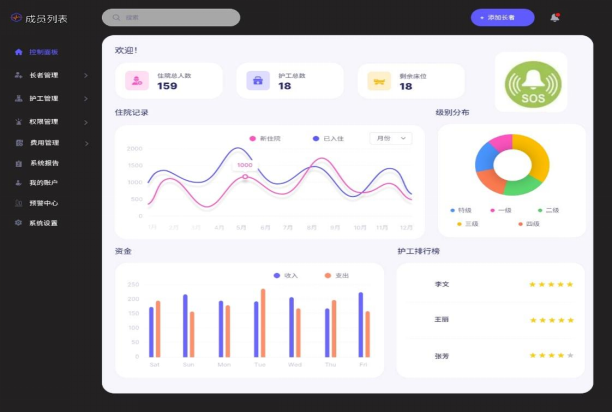 成员列表
搜索
+ 添加长者
控制面板
长者管理
护工管理
权限管理
费用管理
系统报告
我的账户
预警中心
系统设置
欢迎!
住院总人数
159
护工总数
18
剩余床位
18
SOS
住院记录
新住院
已入住
月份
2000
1500
1000
500
0
1000
1月 2月 3月 4月 5月 6月 7月 8月 9月 10月 11月 12月
级别分布
特级
一级
二级
三级
四级
资金
收入
支出
250
200
150
100
50
0
Sat Sun Mon Tue Wed Thu Fri
护工排行榜
李文
王丽
张芳